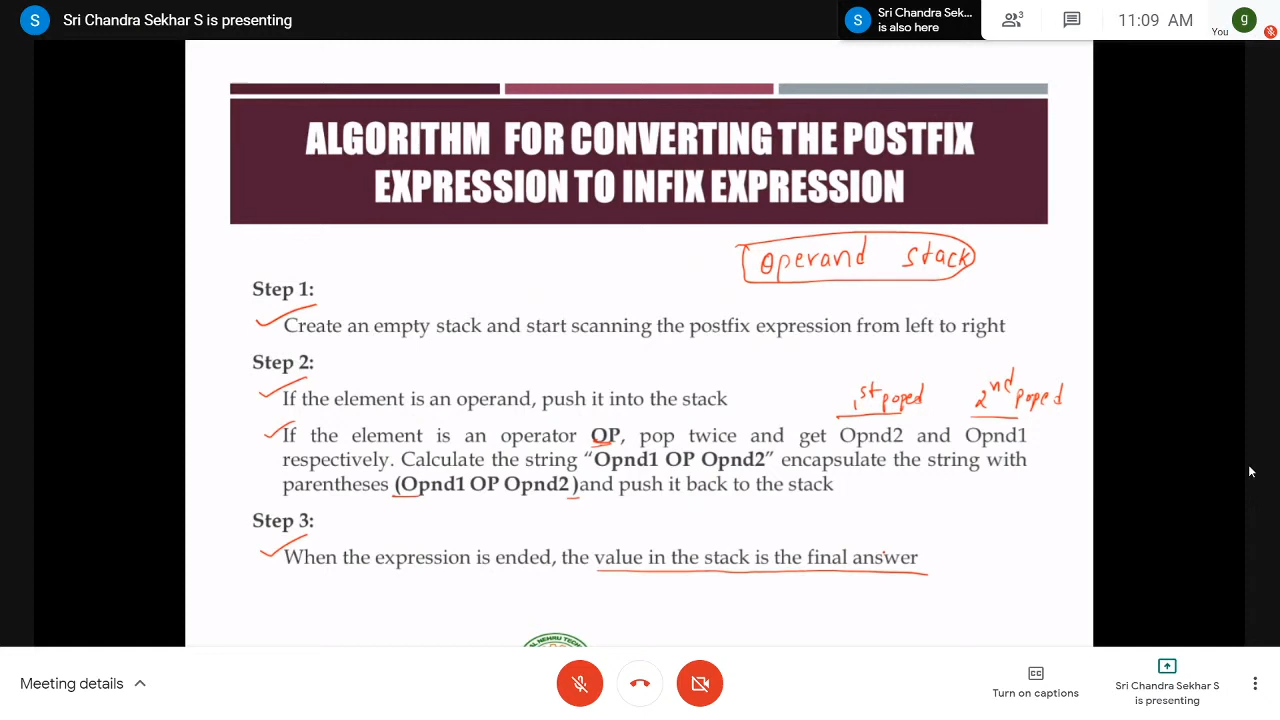 S Sri Chandra Sekhar S is presenting
S Sri Chandra Sek...
is also here
3
11:09 AM
You
g
ALGORITHM FOR CONVERTING THE POSTFIX
EXPRESSION TO INFIX EXPRESSION
operand stack
Step 1:
Create an empty stack and start scanning the postfix expression from left to right
Step 2:
1st poped 2nd poped
If the element is an operand, push it into the stack
If the element is an operator OP, pop twice and get Opnd2 and Opnd1
respectively. Calculate the string “Opnd1 OP Opnd2” encapsulate the string with
parentheses (Opnd1 OP Opnd2 )and push it back to the stack
Step 3:
When the expression is ended, the value in the stack is the final answer
Meeting details
CC
Turn on captions
Sri Chandra Sekhar S
is presenting